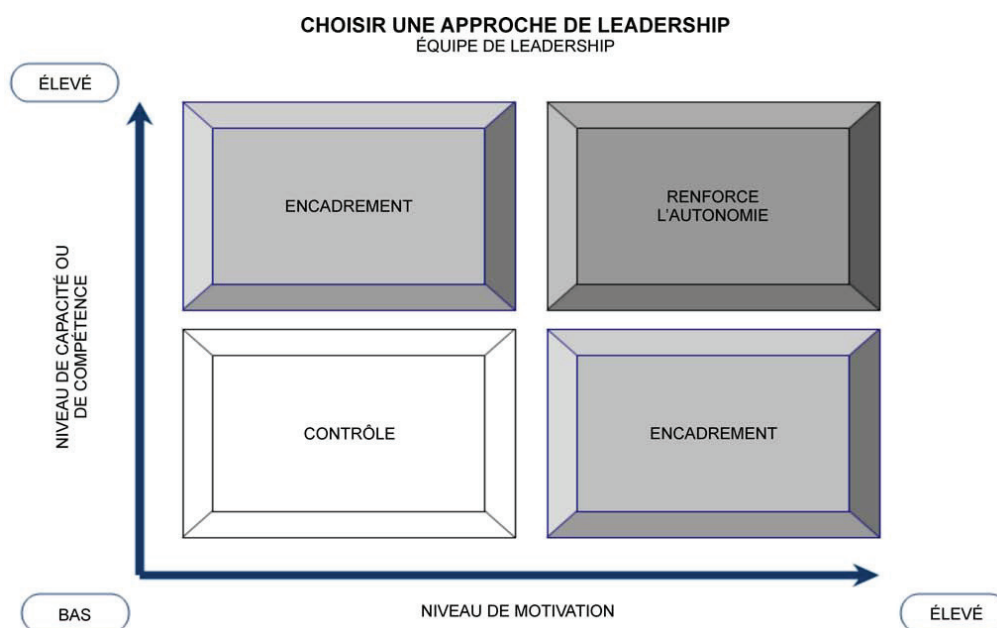 CHOISIR UNE APPROCHE DE LEADERSHIP
ÉQUIPE DE LEADERSHIP
ÉLEVÉ
ENCADREMENT
RENFORCE
L'AUTONOMIE
NIVEAU DE CAPACITÉ OU
DE COMPÉTENCE
CONTRÔLE
ENCADREMENT
BAS
NIVEAU DE MOTIVATION
ÉLEVÉ